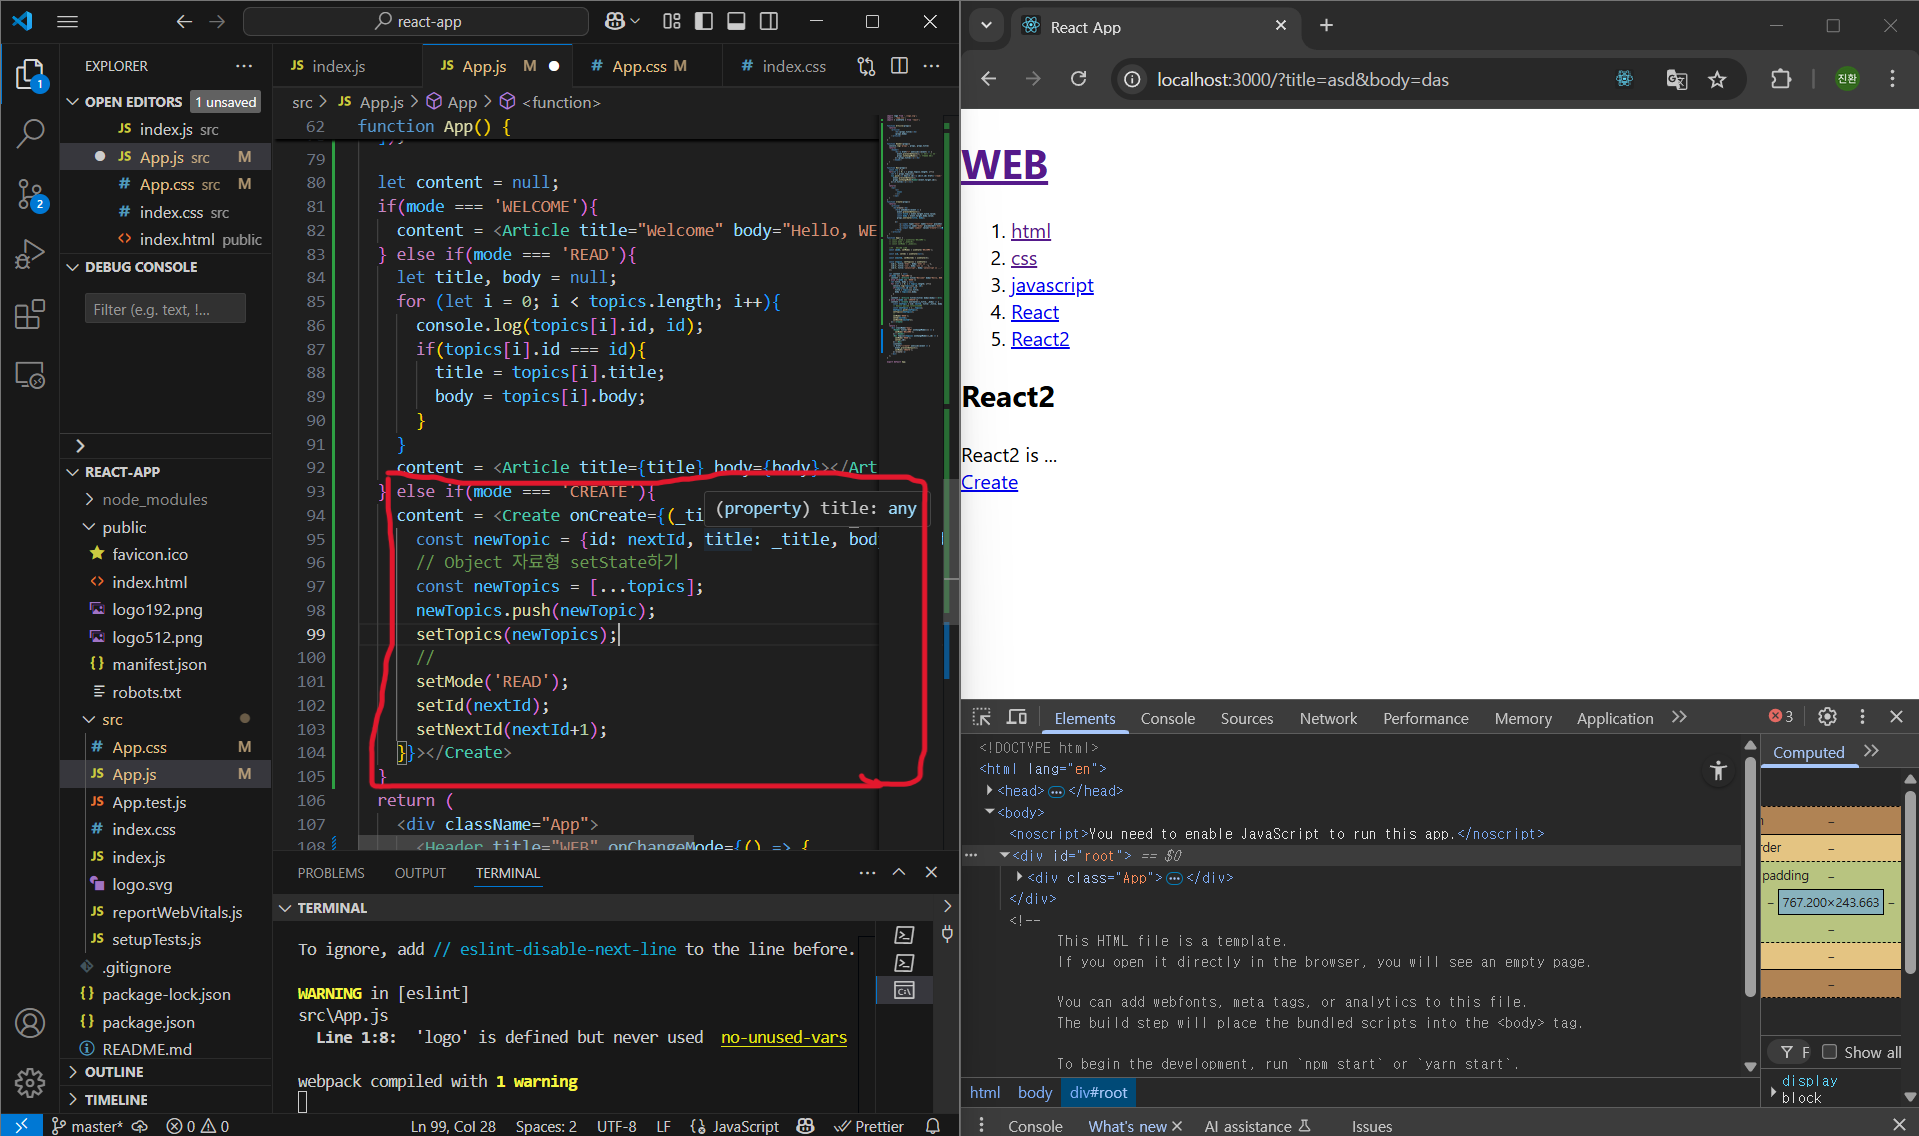 react-app
EXPLORER
OPEN EDITORS
1 unsaved
JS index.js src
JS App.js src M
# App.css src M
# index.css src
<> index.html public
DEBUG CONSOLE
Filter (e.g. text, !...
REACT-APP
node_modules
public
favicon.ico
index.html
logo192.png
logo512.png
manifest.json
robots.txt
src
# App.css M
JS App.js M
JS App.test.js
# index.css
JS index.js
logo.svg
JS reportWebVitals.js
JS setupTests.js
.gitignore
package-lock.json
package.json
README.md
OUTLINE
TIMELINE
JS index.js
JS App.js M
# App.css M
# index.css
src > JS App.js > App > <function>
62 function App() {
79
80 let content = null;
81 if(mode === 'WELCOME'){
82 content = <Article title="Welcome" body="Hello, WE
83 } else if(mode === 'READ'){
84 let title, body = null;
85 for (let i = 0; i < topics.length; i++){
86 console.log(topics[i].id, id);
87 if(topics[i].id === id){
88 title = topics[i].title;
89 body = topics[i].body;
90 }
91 }
92 content = <Article title={title} body={body}></Art
93 } else if(mode === 'CREATE'){
94 content = <Create onCreate={(_ti
(property) title: any
95 const newTopic = {id: nextId, title: _title, bod
96 // Object 자료형 setState하기
97 const newTopics = [...topics];
98 newTopics.push(newTopic);
99 setTopics(newTopics);
100 //
101 setMode('READ');
102 setId(nextId);
103 setNextId(nextId+1);
104 }}></Create>
105 }
106 return (
107 <div className="App">
108 <Header title="WEB" onChangeMode={() => {
PROBLEMS OUTPUT TERMINAL
TERMINAL
To ignore, add // eslint-disable-next-line to the line before.
WARNING in [eslint]
src\App.js
Line 1:8: 'logo' is defined but never used no-unused-vars
webpack compiled with 1 warning
master* 0 0 Ln 99, Col 28 Spaces: 2 UTF-8 LF {} JavaScript Prettier
React App
localhost:3000/?title=asd&body=das
진환
WEB
1. html
2. css
3. javascript
4. React
5. React2
React2
React2 is ...
Create
Elements Console Sources Network Performance Memory Application 3
<!DOCTYPE html>
<html lang="en">
<head> </head>
<body>
<noscript>You need to enable JavaScript to run this app.</noscript>
<div id="root"> == $0
<div class="App"> </div>
</div>
<!--
This HTML file is a template.
If you open it directly in the browser, you will see an empty page.
You can add webfonts, meta tags, or analytics to this file.
The build step will place the bundled scripts into the <body> tag.
To begin the development, run `npm start` or `yarn start`.
html body div#root
Computed
padding
767.200×243.663
F Show all
display
block
Console What's new AI assistance Issues